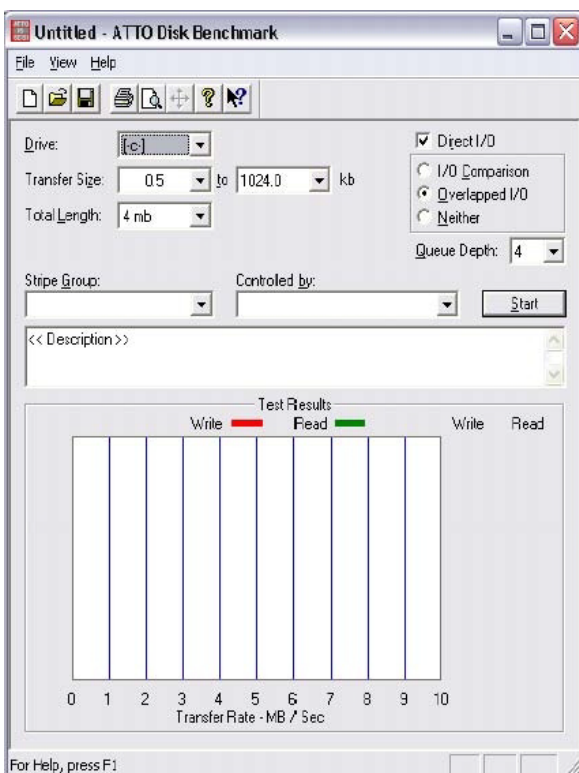 ATTO
Untitled - ATTO Disk Benchmark
File View Help
Drive: [-c-]
Direct I/O
Transfer Size: 0.5 to 1024.0 kb
I/O Comparison
Overlapped I/O
Total Length: 4 mb
Neither
Queue Depth: 4
Stripe Group: Controled by:
Start
<< Description >>
Test Results
Write Read Write Read
0 1 2 3 4 5 6 7 8 9 10
Transfer Rate - MB / Sec
For Help, press F1